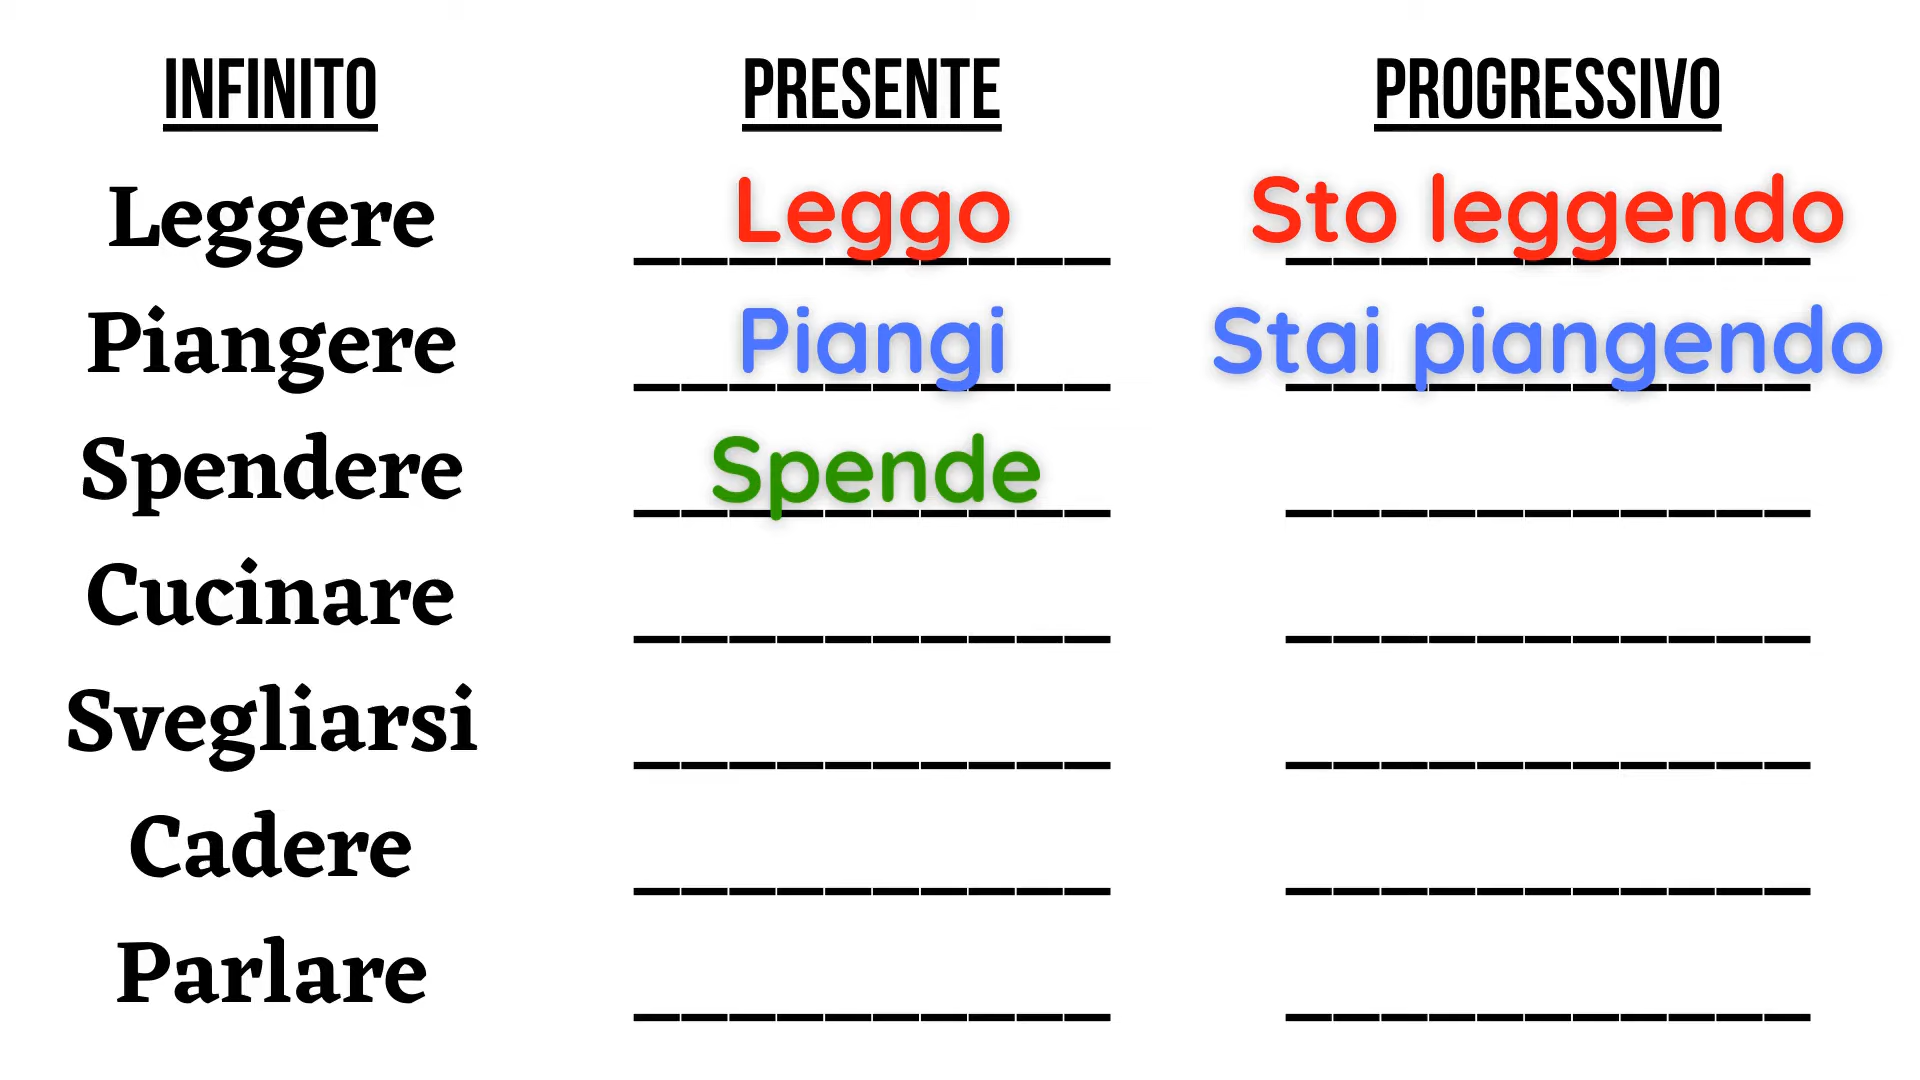 INFINITO PRESENTE PROGRESSIVO
Leggere Leggo Sto leggendo
Piangere Piangi Stai piangendo
Spendere Spende
Cucinare
Svegliarsi
Cadere
Parlare